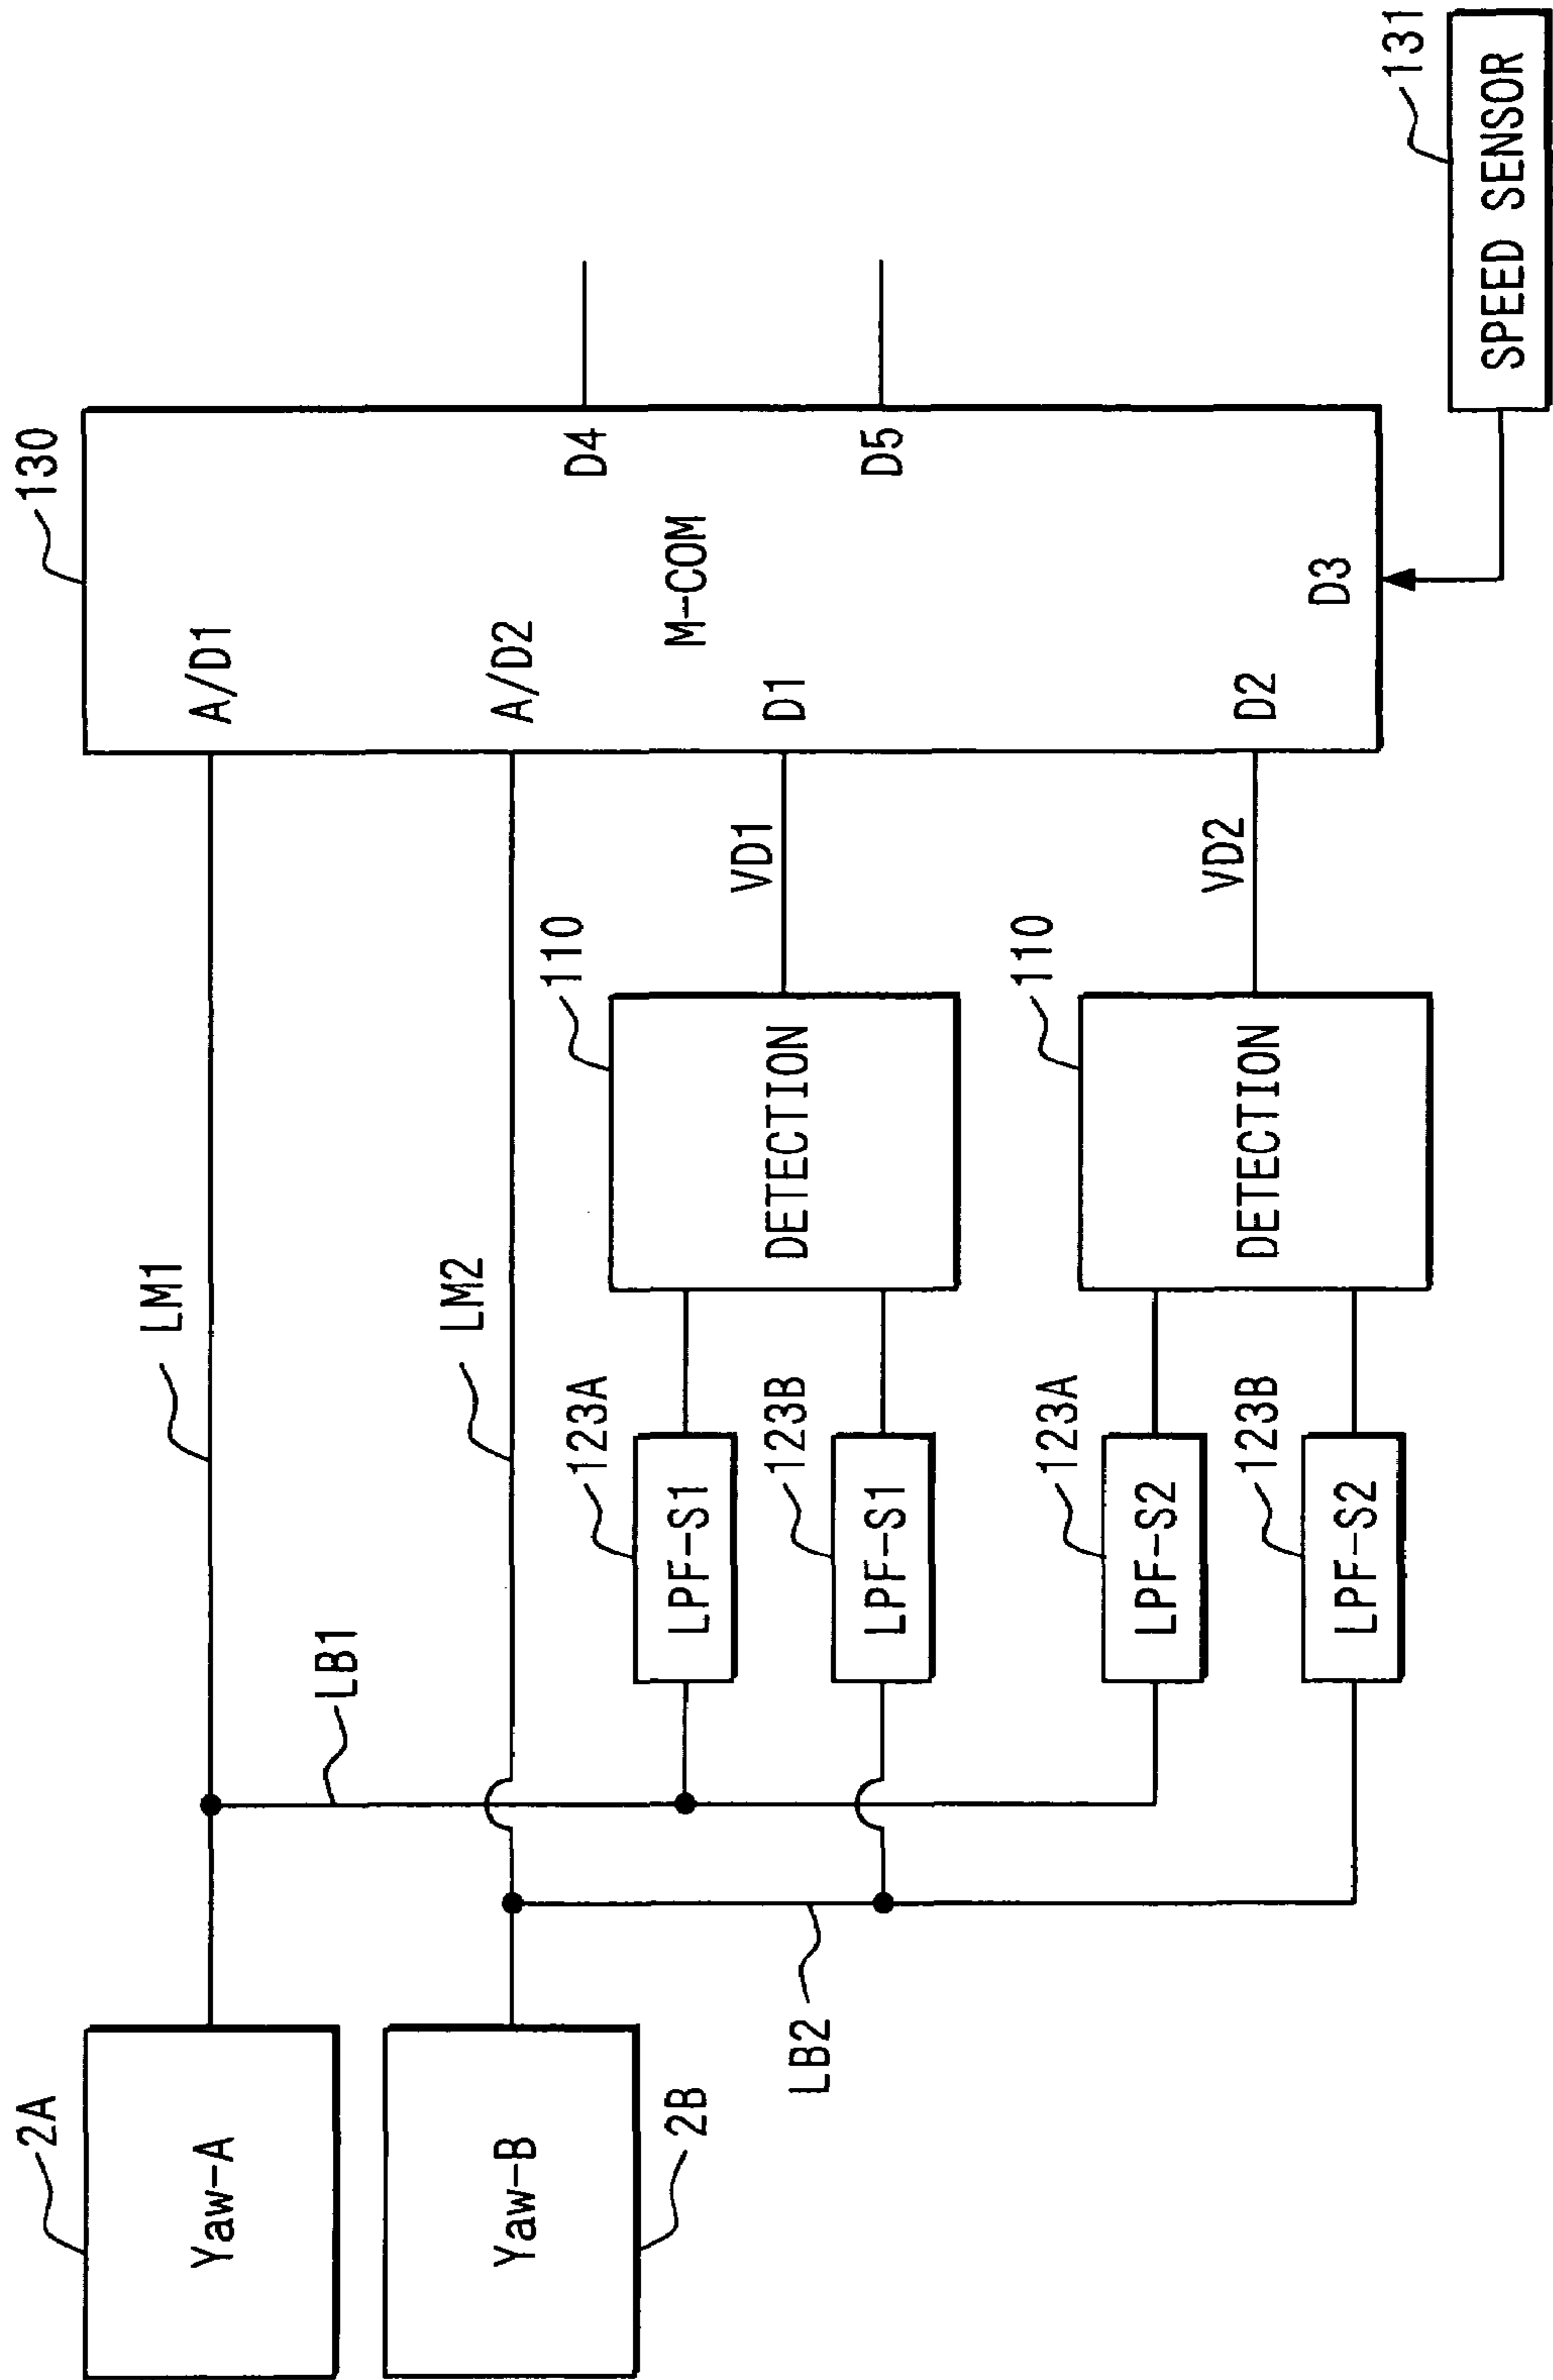 2A
Yaw-A
2B
Yaw-B
LB1
LB2
LM1
LM2
123A
LPF-S1
123B
LPF-S1
123A
LPF-S2
123B
LPF-S2
110
DETECTION
110
DETECTION
VD1
VD2
130
A/D1
A/D2
M-COM
D1
D2
D3
D4
D5
131
SPEED SENSOR